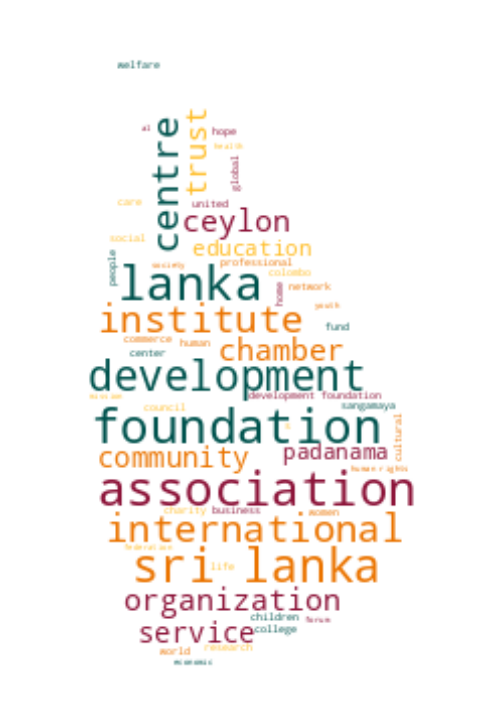 welfare
al
centre
trust
hope
health
global
care
united
ceylon
social
education
people
society
professional
colombo
lanka
home
network
institute
youth
fund
commerce
human
center
chamber
development
mission
development foundation
council
sangamaya
foundation
cultural
community
padanama
human rights
association
charity
business
women
international
federation
sri lanka
life
organization
children
forum
service
college
world
research
economic